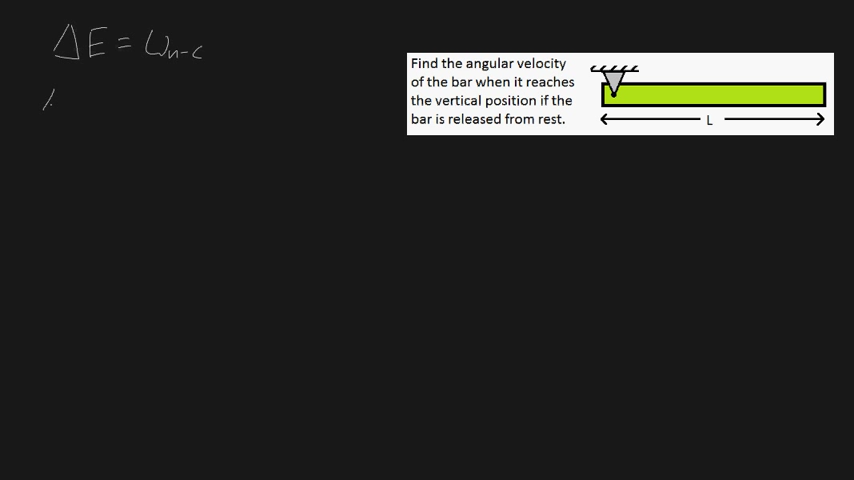 ΔE = Wn-c
Find the angular velocity
of the bar when it reaches
the vertical position if the
bar is released from rest.
L